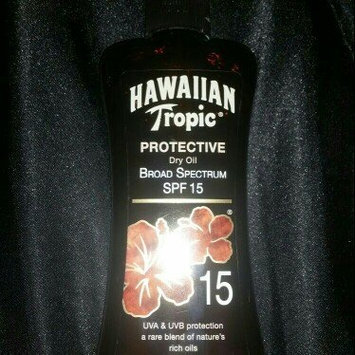 HAWAIIAN
Tropic®
PROTECTIVE
Dry Oil
BROAD SPECTRUM
SPF 15
®
15
UVA & UVB protection
a rare blend of nature's
rich oils